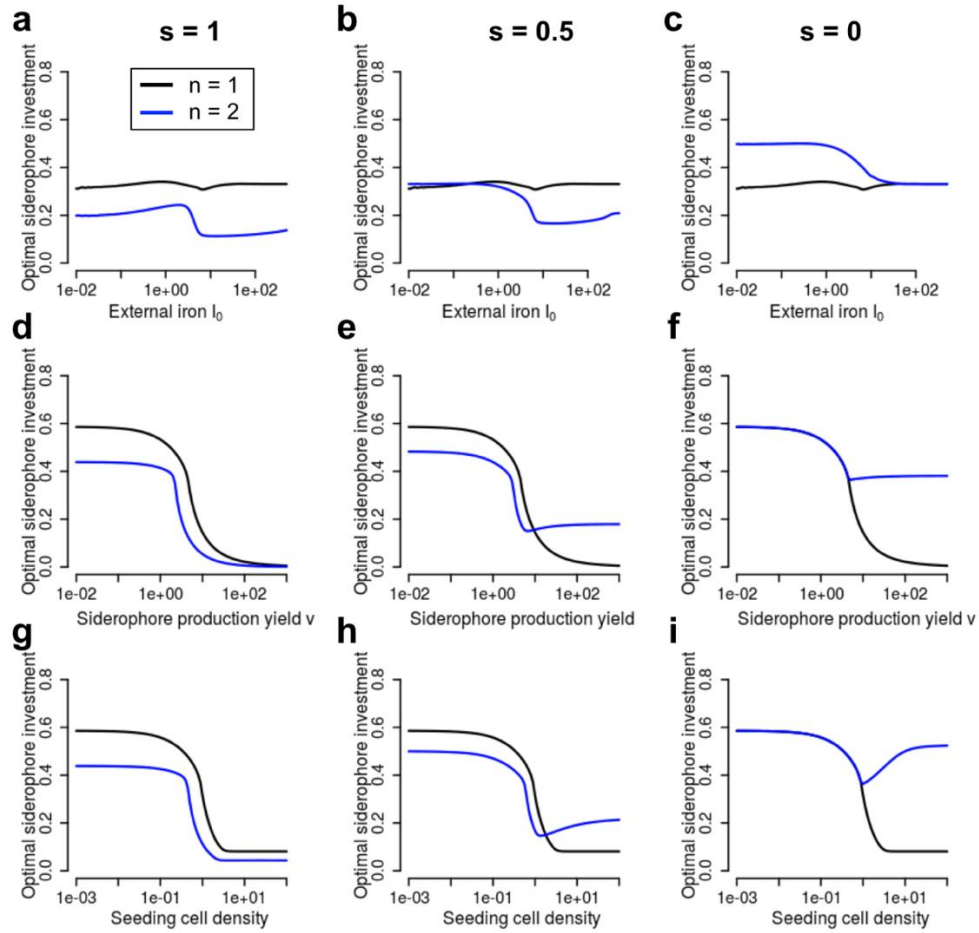 a
s = 1
b
s = 0.5
c
s = 0
Optimal siderophore investment
0.0 0.2 0.4 0.6 0.8
n = 1
n = 2
1e-02 1e+00 1e+02
External iron I₀
Optimal siderophore investment
0.0 0.2 0.4 0.6 0.8
1e-02 1e+00 1e+02
External iron I₀
Optimal siderophore investment
0.0 0.2 0.4 0.6 0.8
1e-02 1e+00 1e+02
External iron I₀
d
Optimal siderophore investment
0.0 0.2 0.4 0.6 0.8
1e-02 1e+00 1e+02
Siderophore production yield v
e
Optimal siderophore investment
0.0 0.2 0.4 0.6 0.8
1e-02 1e+00 1e+02
Siderophore production yield
f
Optimal siderophore investment
0.0 0.2 0.4 0.6 0.8
1e-02 1e+00 1e+02
Siderophore production yield v
g
Optimal siderophore investment
0.0 0.2 0.4 0.6 0.8
1e-03 1e-01 1e+01
Seeding cell density
h
Optimal siderophore investment
0.0 0.2 0.4 0.6 0.8
1e-03 1e-01 1e+01
Seeding cell density
i
Optimal siderophore investment
0.0 0.2 0.4 0.6 0.8
1e-03 1e-01 1e+01
Seeding cell density